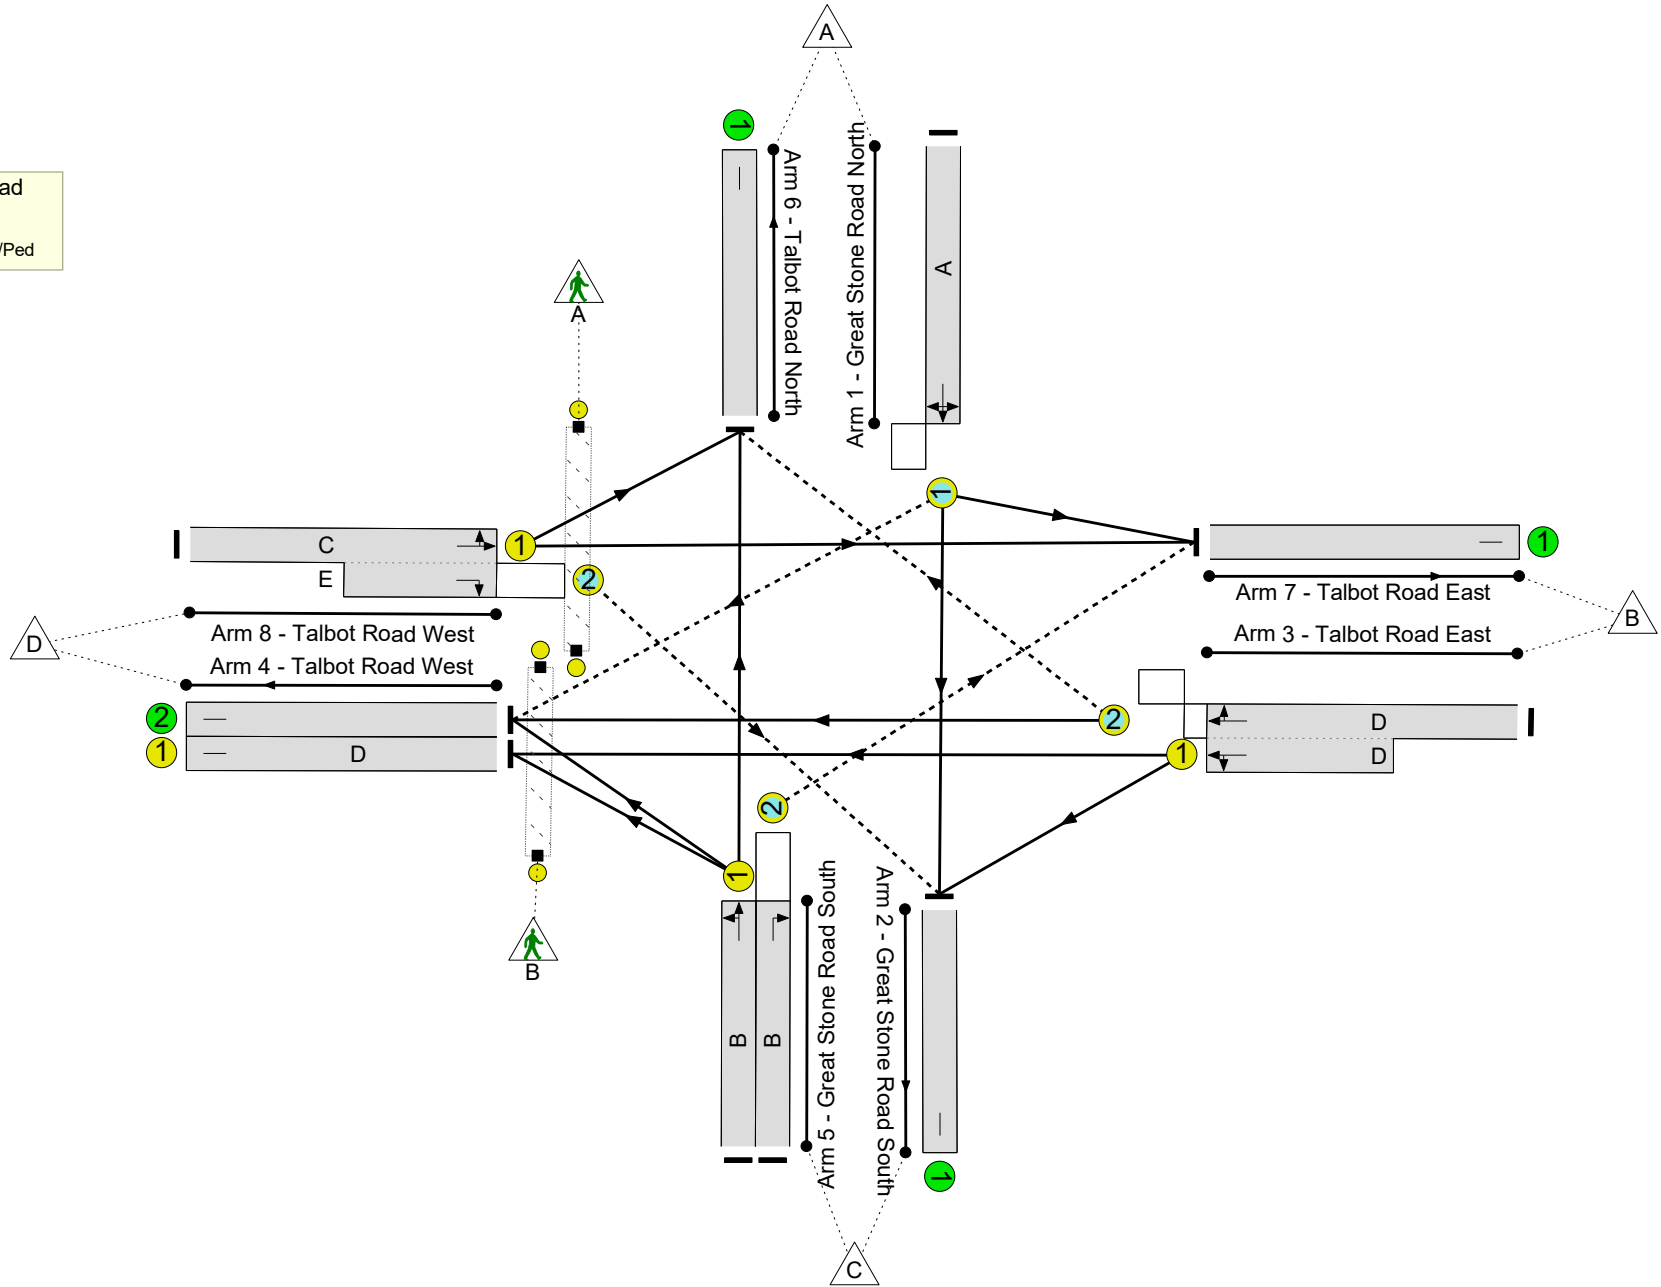 A
1
Arm 6 - Talbot Road North
Arm 1 - Great Stone Road North
A
ad
/Ped
A
1
C
1
E
2
1
Arm 7 - Talbot Road East
B
Arm 3 - Talbot Road East
D
Arm 8 - Talbot Road West
Arm 4 - Talbot Road West
2
1
D
2
1
D
D
2
1
B
B
B
Arm 5 - Great Stone Road South
Arm 2 - Great Stone Road South
1
C